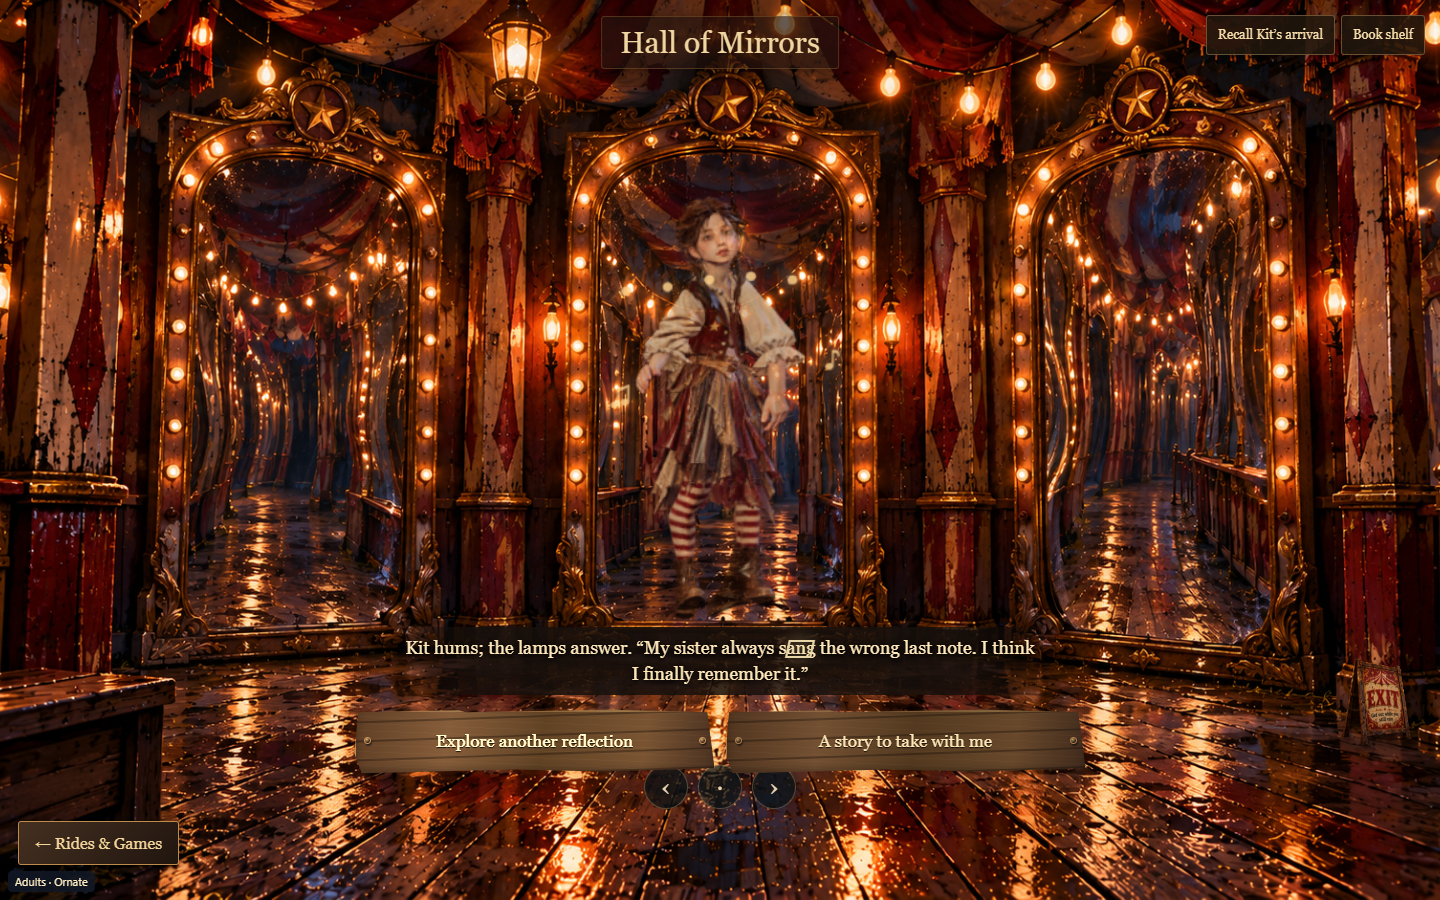 Hall of Mirrors
Recall Kit's arrival
Book shelf
Kit hums; the lamps answer. “My sister always sang the wrong last note. I think
I finally remember it.”
EXIT
Explore another reflection
A story to take with me
‹ · ›
← Rides & Games
Adults · Ornate